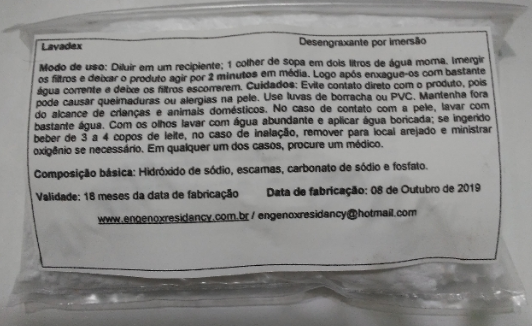 Lavadex Desengraxante por imersão
Modo de uso: Diluir em um recipiente; 1 colher de sopa em dois litros de água morna. Imergir
os filtros e deixar o produto agir por 2 minutos em média. Logo após enxague-os com bastante
água corrente e deixe os filtros escorrerem. Cuidados: Evite contato direto com o produto, pois
pode causar queimaduras ou alergias na pele. Use luvas de borracha ou PVC. Mantenha fora
do alcance de crianças e animais domésticos. No caso de contato com a pele, lavar com
bastante água. Com os olhos lavar com água abundante e aplicar água boricada; se ingerido
beber de 3 a 4 copos de leite, no caso de inalação, remover para local arejado e ministrar
oxigênio se necessário. Em qualquer um dos casos, procure um médico.
Composição básica: Hidróxido de sódio, escamas, carbonato de sódio e fosfato.
Validade: 18 meses da data de fabricação Data de fabricação: 08 de Outubro de 2019
www.engenoxresidancy.com.br / engenoxresidancy@hotmail.com